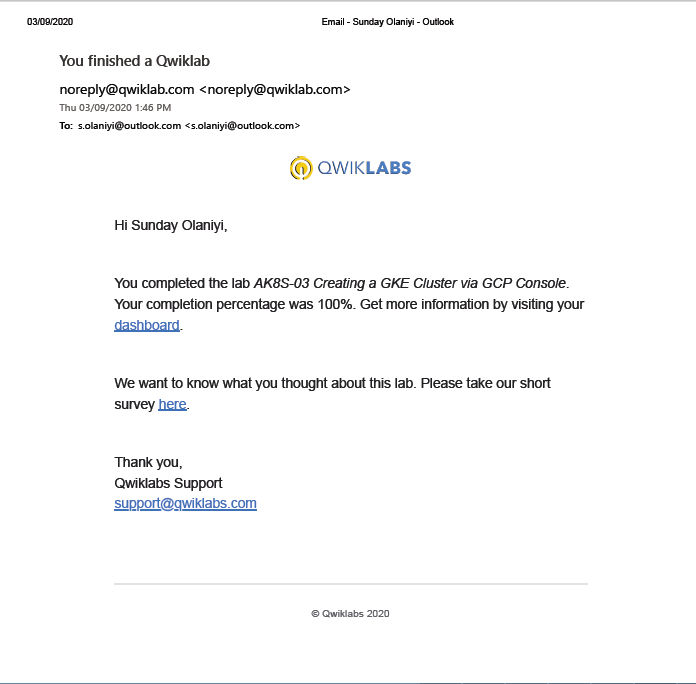 03/09/2020 Email - Sunday Olaniyi - Outlook
You finished a Qwiklab
noreply@qwiklab.com <noreply@qwiklab.com>
Thu 03/09/2020 1:46 PM
To: s.olaniyi@outlook.com <s.olaniyi@outlook.com>
QWIKLABS
Hi Sunday Olaniyi,
You completed the lab AK8S-03 Creating a GKE Cluster via GCP Console.
Your completion percentage was 100%. Get more information by visiting your
dashboard.
We want to know what you thought about this lab. Please take our short
survey here.
Thank you,
Qwiklabs Support
support@qwiklabs.com
© Qwiklabs 2020